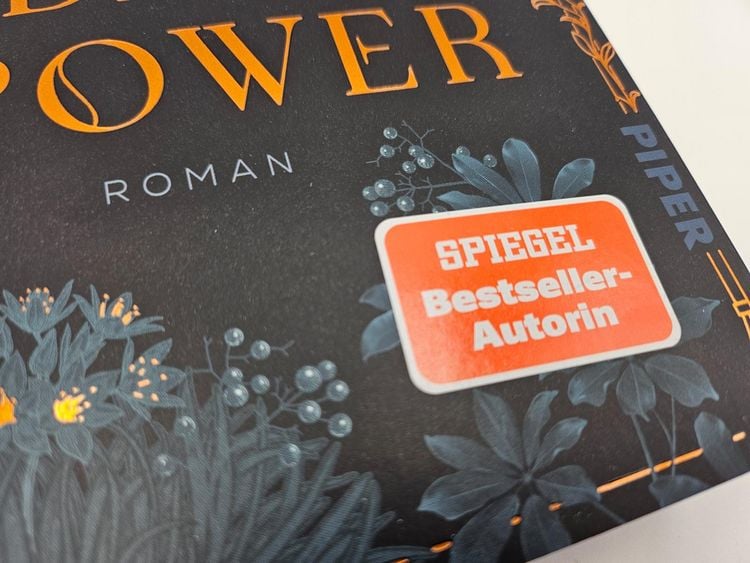 POWER
ROMAN
PIPER
SPIEGEL
Bestseller-
Autorin